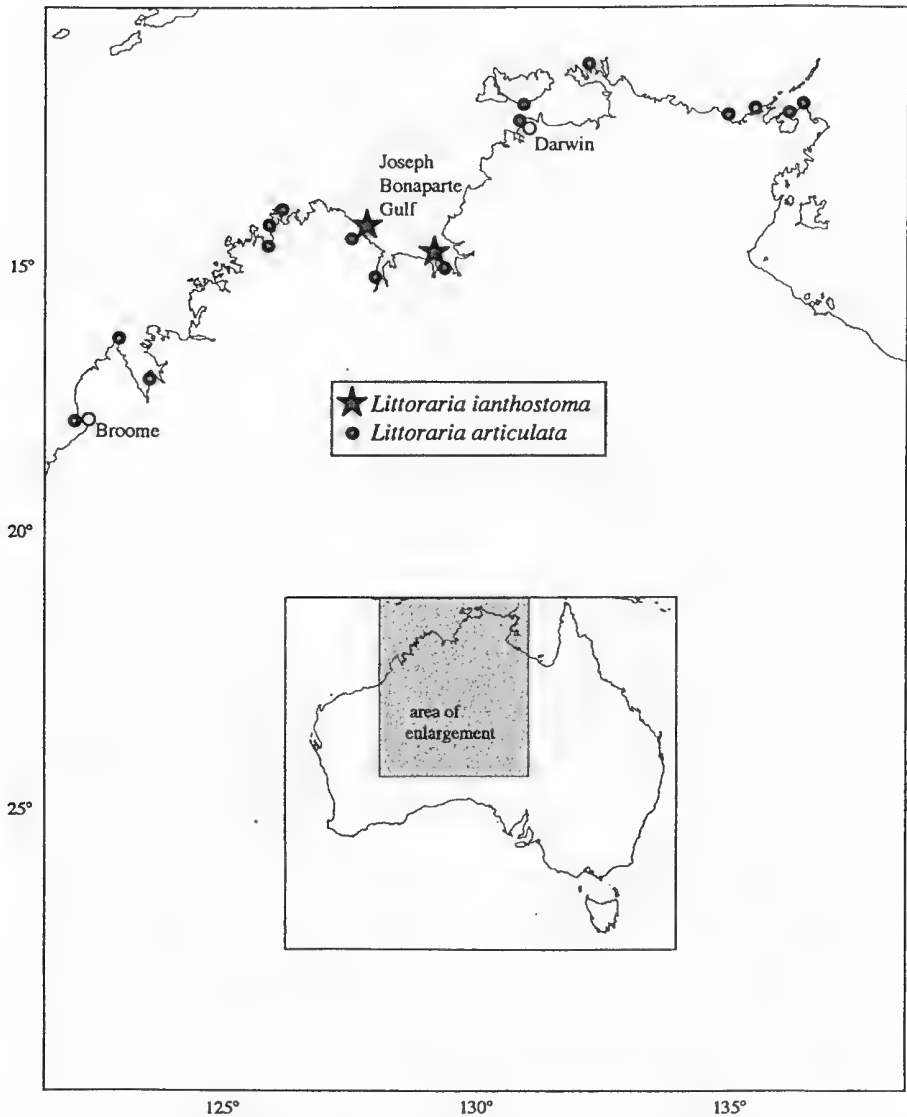 Darwin
Joseph
Bonaparte
Gulf
15°
Littoraria ianthostoma
Littoraria articulata
Broome
20°
area of
enlargement
25°
125°
130°
135°